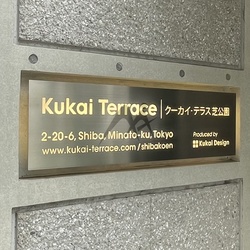 Kukai Terrace | クーカイ・テラス 芝公園
2-20-6, Shiba, Minato-ku, Tokyo
www.kukai-terrace.com/shibakoen
Produced by
Kukai Design